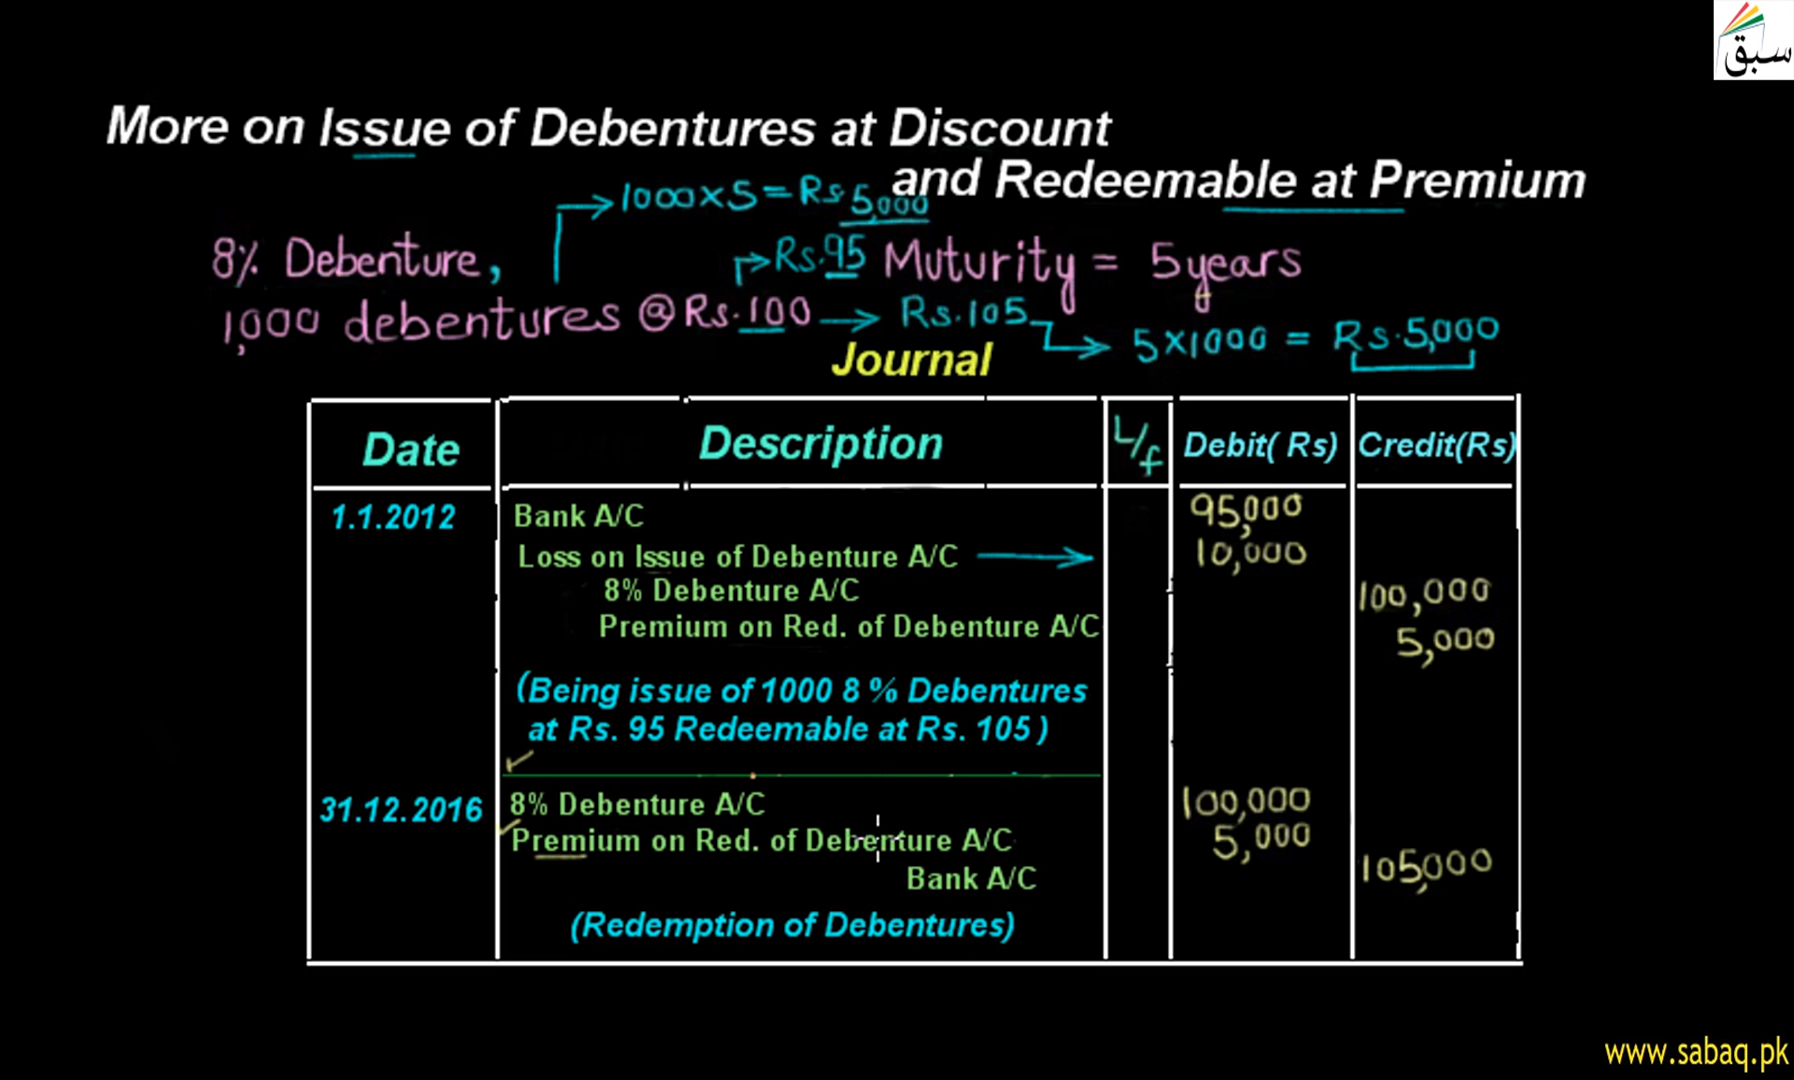 سبق
More on Issue of Debentures at Discount
and Redeemable at Premium
1000×5 = Rs 5,000
8% Debenture,
Rs.95
Muturity = 5years
1,000 debentures @Rs.100 → Rs.105
5×1000 = Rs.5,000
Journal
Date Description L/f Debit( Rs) Credit(Rs)
1.1.2012 Bank A/C 95,000
Loss on Issue of Debenture A/C → 10,000
8% Debenture A/C 100,000
Premium on Red. of Debenture A/C 5,000
(Being issue of 1000 8 % Debentures
at Rs. 95 Redeemable at Rs. 105 )
31.12.2016 8% Debenture A/C 100,000
Premium on Red. of Debenture A/C 5,000
Bank A/C 105,000
(Redemption of Debentures)
www.sabaq.pk